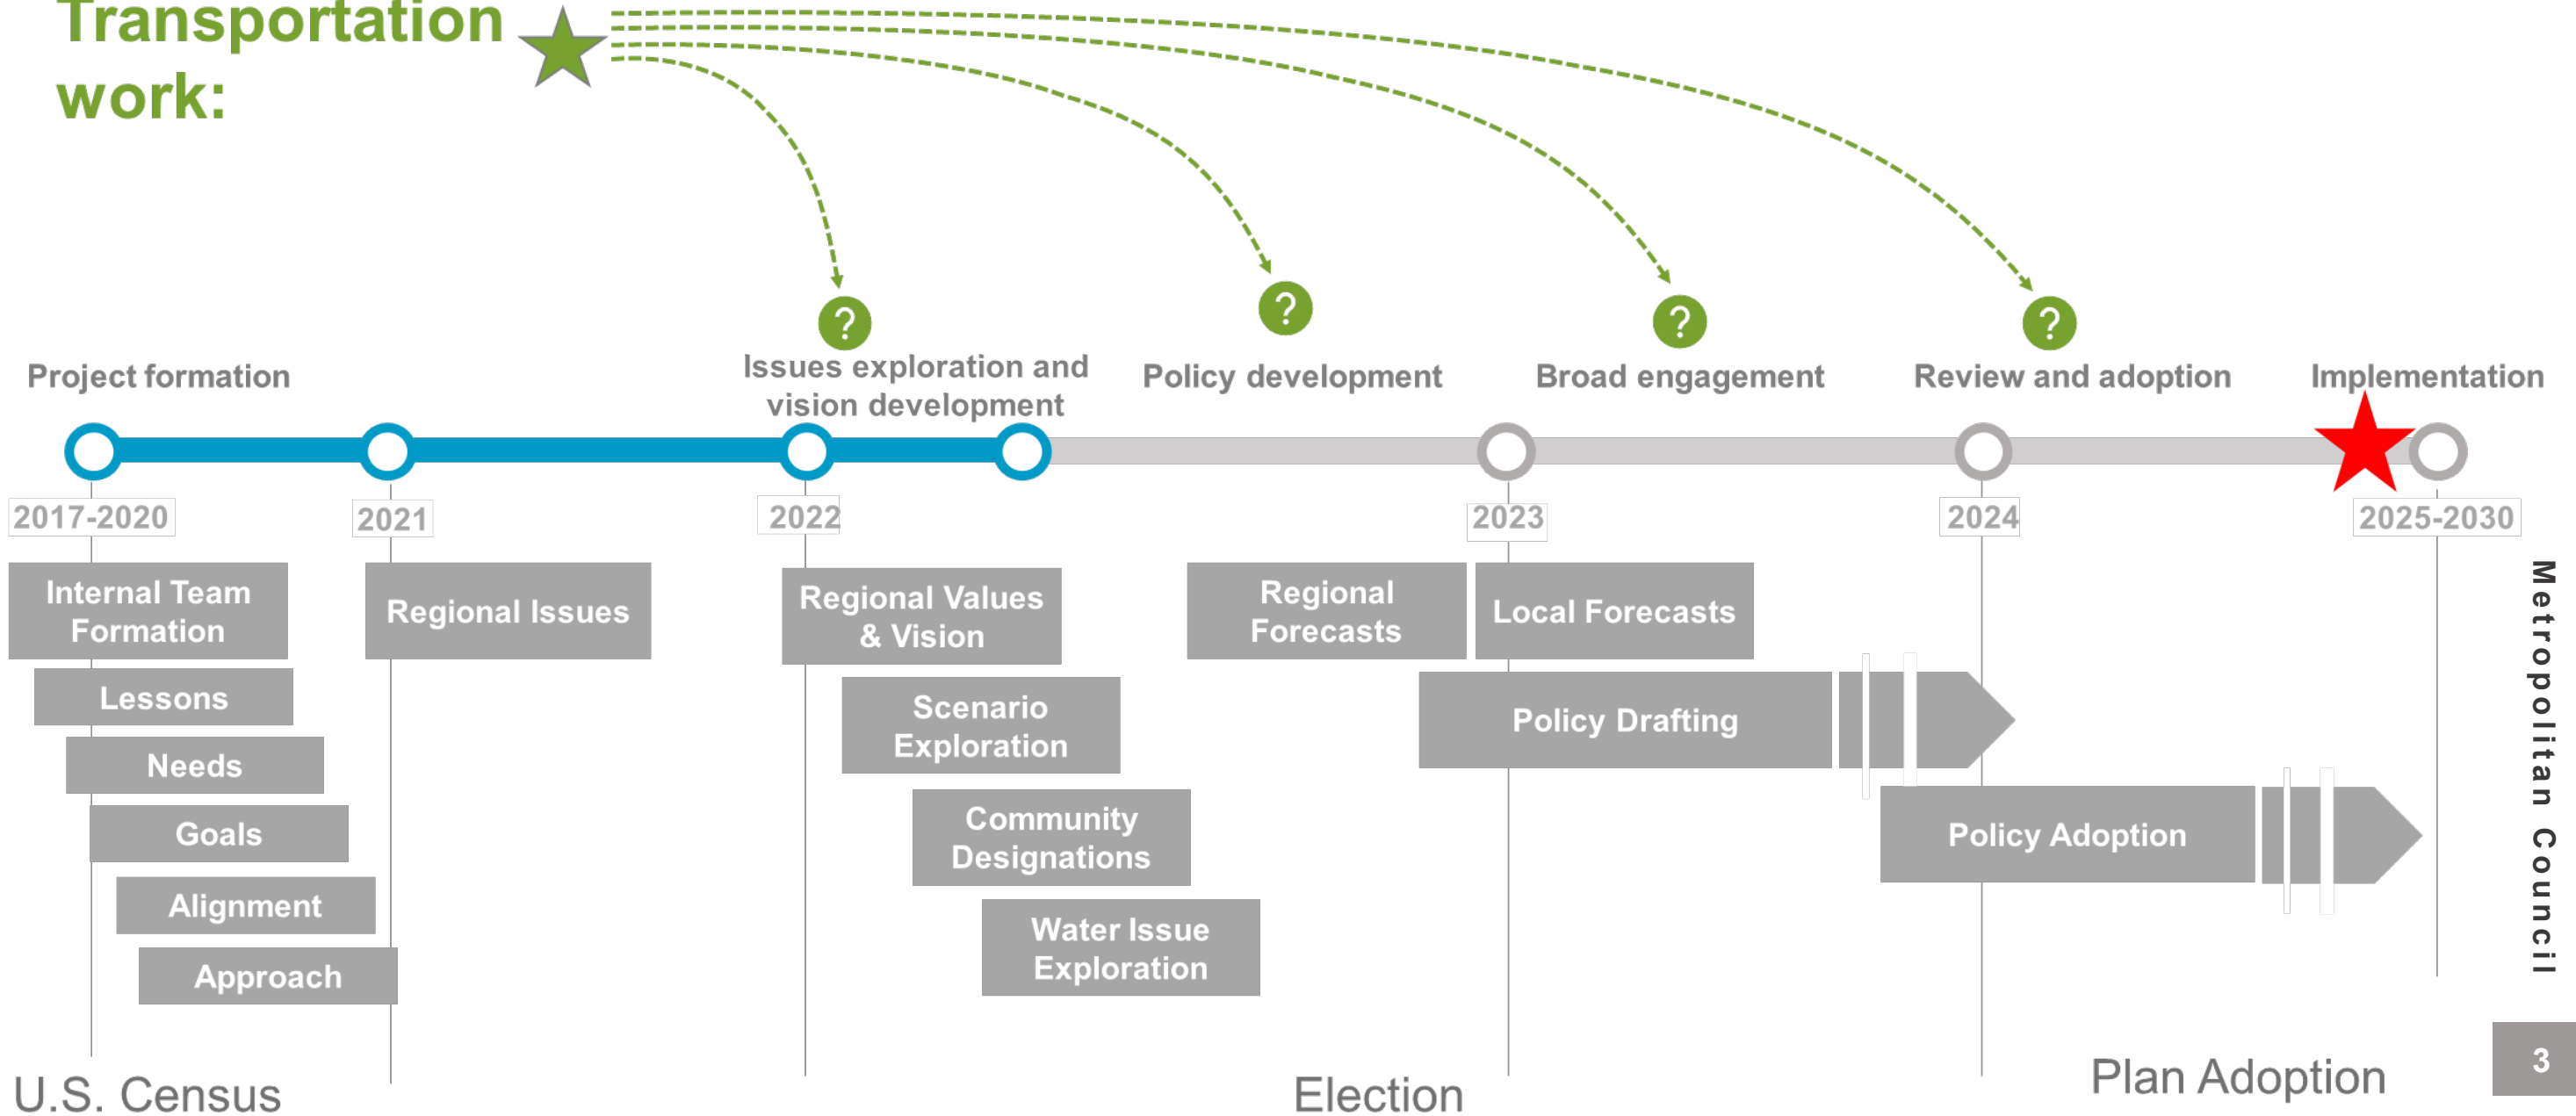 Transportation
work:
?
?
?
?
Project formation
Issues exploration and
vision development
Policy development
Broad engagement
Review and adoption
Implementation
2017-2020
2021
2022
2023
2024
2025-2030
Internal Team
Formation
Lessons
Needs
Goals
Alignment
Approach
Regional Issues
Regional Values
& Vision
Scenario
Exploration
Community
Designations
Water Issue
Exploration
Regional
Forecasts
Local Forecasts
Policy Drafting
Policy Adoption
Metropolitan Council
U.S. Census
Election
Plan Adoption
3